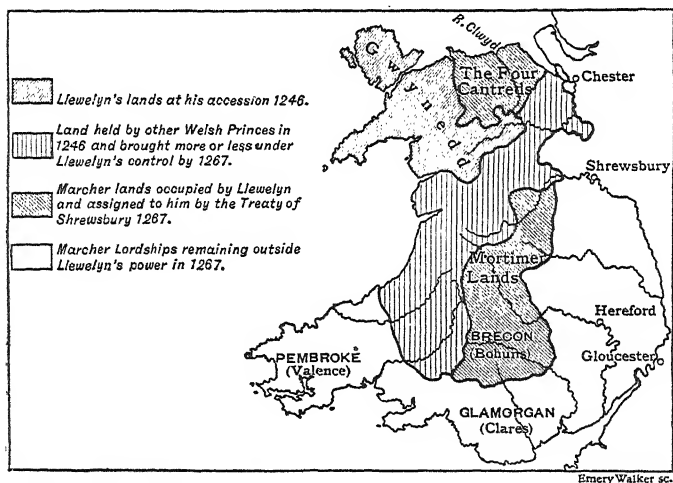 Llewelyn's lands at his accession 1246.
Land held by other Welsh Princes in
1246 and brought more or less under
Llewelyn's control by 1267.
Marcher lands occupied by Llewelyn
and assigned to him by the Treaty of
Shrewsbury 1267.
Marcher Lordships remaining outside
Llewelyn's power in 1267.
R. Clwyd
Gwynedd
The Four
Cantreds
Chester
Shrewsbury
Mortimer
Lands
Hereford
BRECON
(Bohuns)
Gloucester
PEMBROKE
(Valence)
GLAMORGAN
(Clares)
Emery Walker sc.